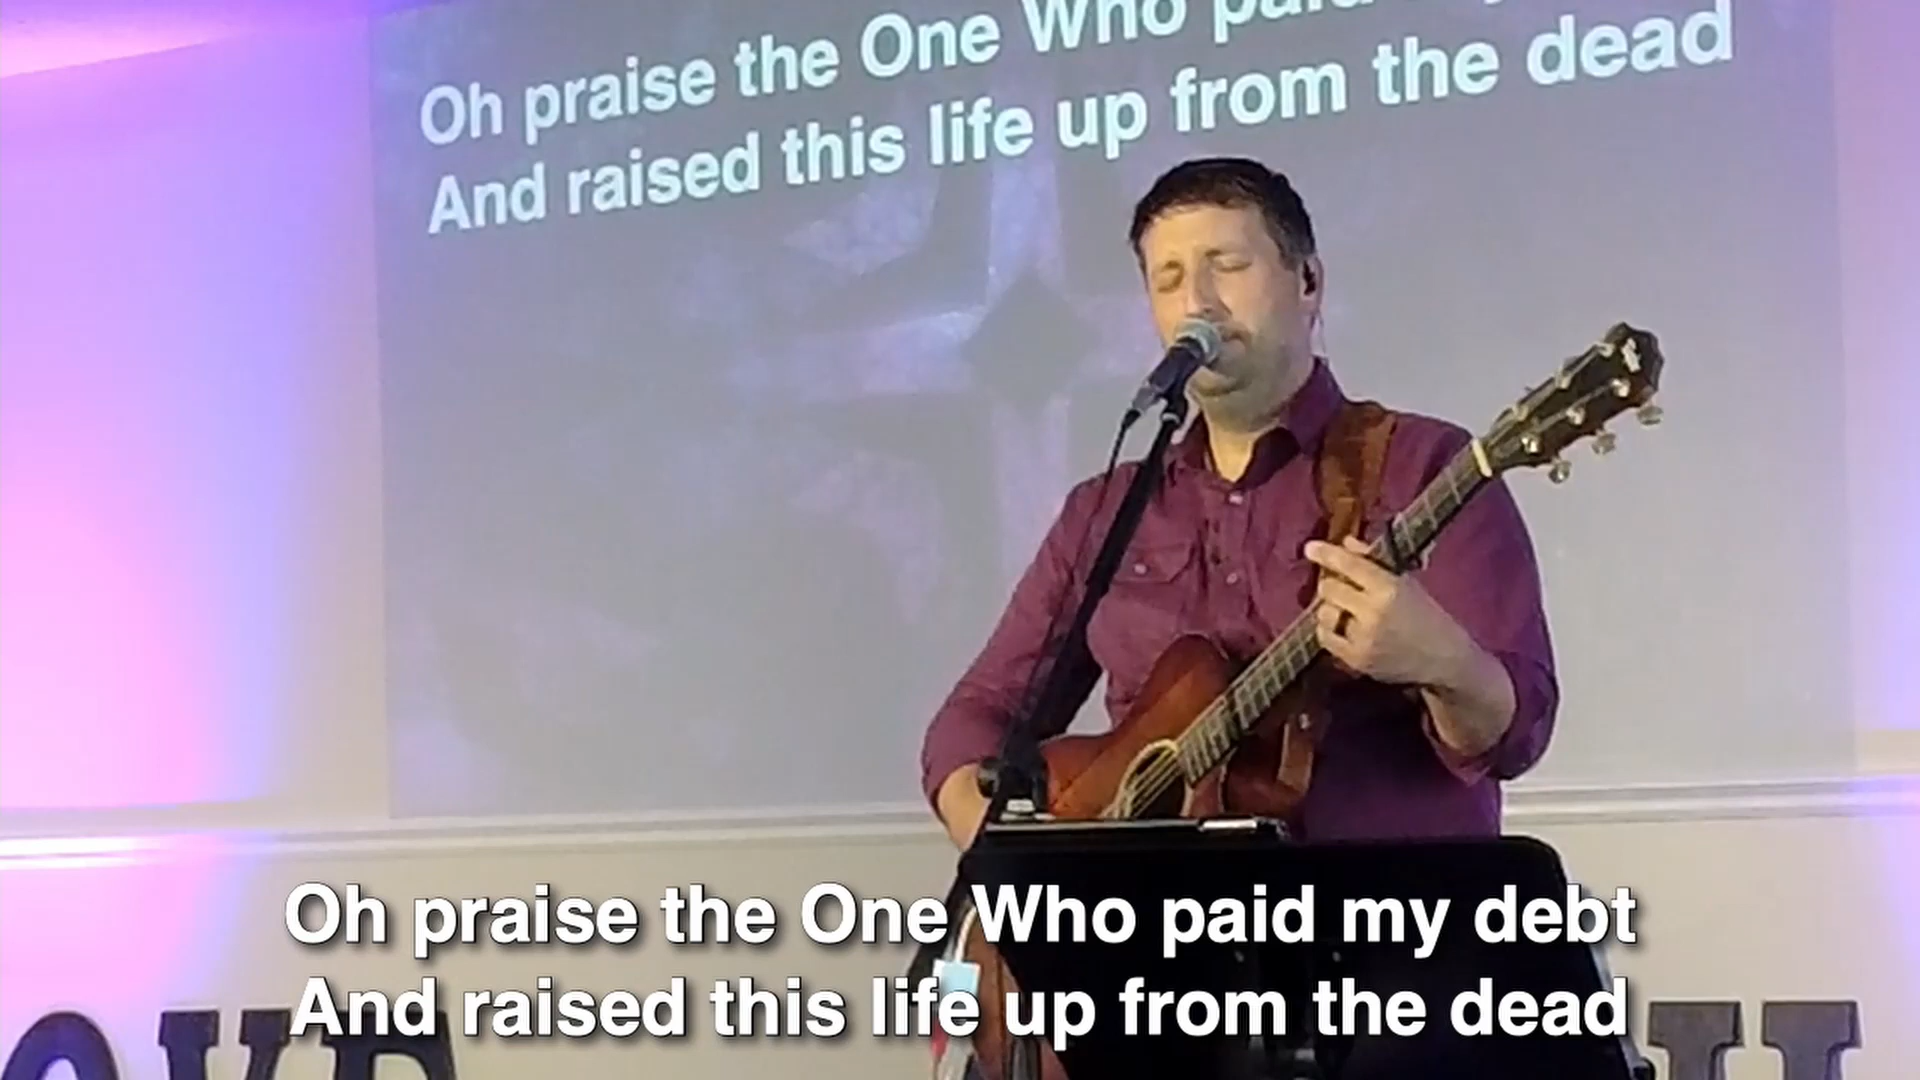 Oh praise the One Who paid
And raised this life up from the dead
Oh praise the One Who paid my debt
And raised this life up from the dead